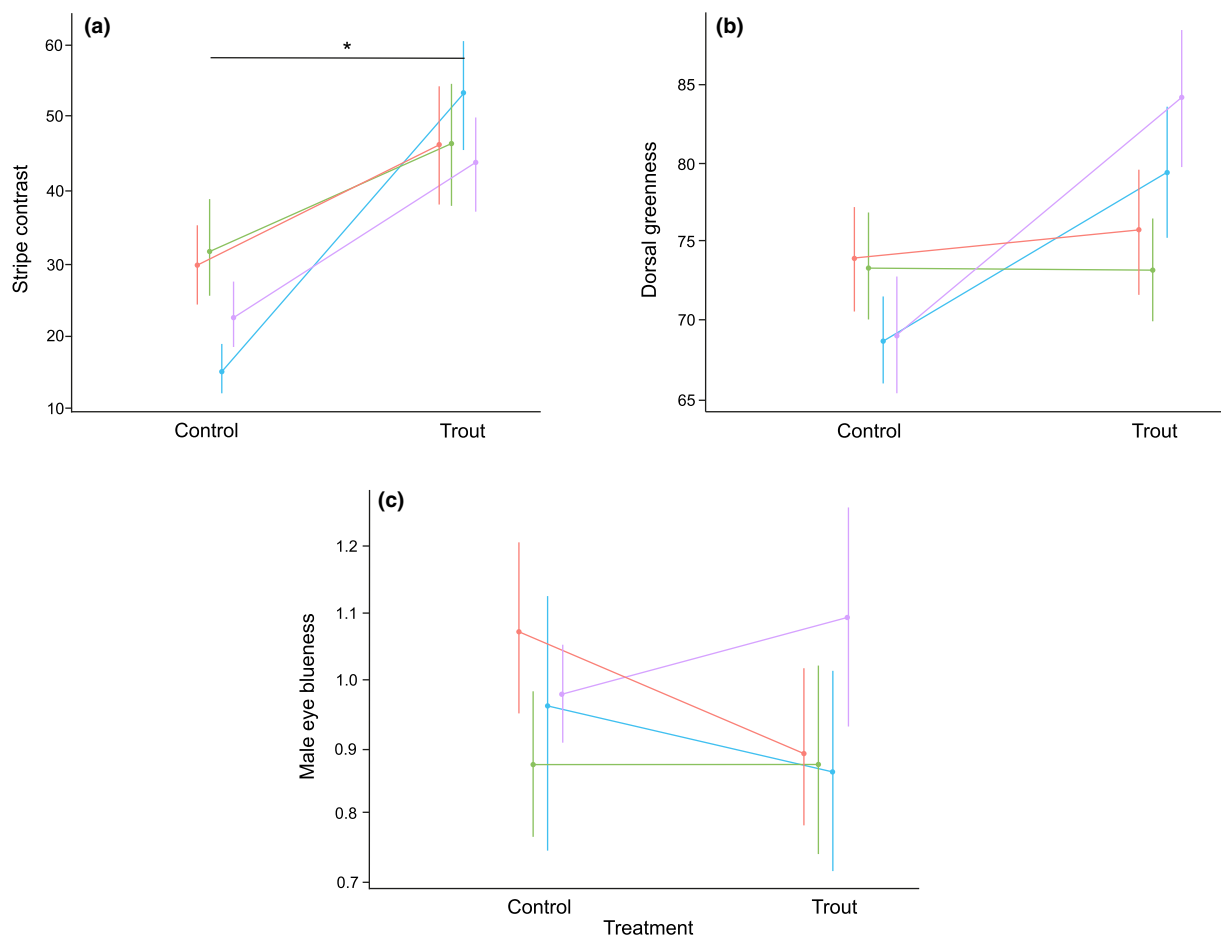 (a)
*
60
50
40
30
20
10
Stripe contrast
Control Trout
(b)
85
80
75
70
65
Dorsal greenness
Control Trout
(c)
1.2
1.1
1.0
0.9
0.8
0.7
Male eye blueness
Control Trout
Treatment